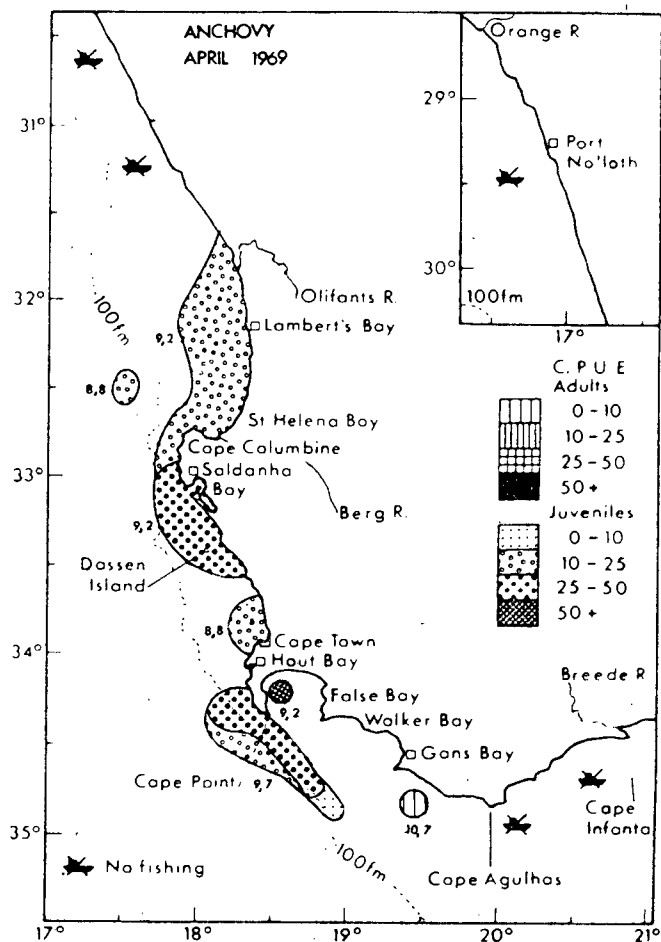 ANCHOVY
APRIL 1969
Orange R
29°
Port
No'loth
30°
100fm
17°
31°
32°
100fm
Olifants R.
Lambert's Bay
9,2
8,8
St Helena Bay
Cape Columbine
Saldanha
Bay
33°
Berg R.
9,2
Dassen
Island
8,8
34°
Cape Town
Hout Bay
False Bay
9,2
Walker Bay
Breede R
Gans Bay
Cape Point
9,7
10,7
Cape
Infanta
35°
100fm
No fishing
Cape Agulhas
17°
18°
19°
20°
21°
C. P U E
Adults
0-10
10-25
25-50
50+
Juveniles
0-10
10-25
25-50
50+